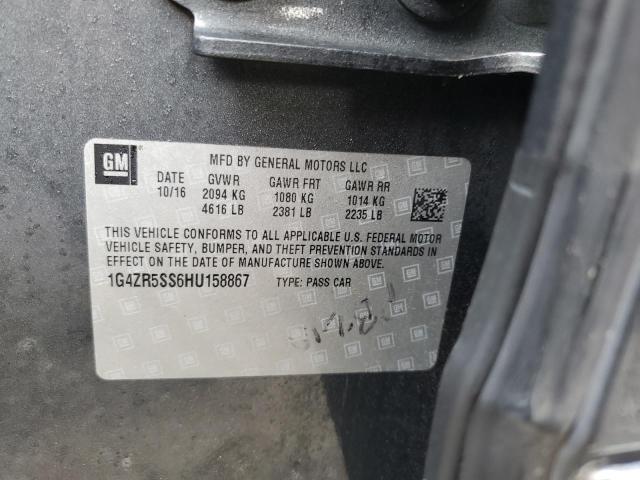 GM
MFD BY GENERAL MOTORS LLC
DATE GVWR GAWR FRT GAWR RR
10/16 2094 KG 1080 KG 1014 KG
4616 LB 2381 LB 2235 LB
THIS VEHICLE CONFORMS TO ALL APPLICABLE U.S. FEDERAL MOTOR
VEHICLE SAFETY, BUMPER, AND THEFT PREVENTION STANDARDS IN
EFFECT ON THE DATE OF MANUFACTURE SHOWN ABOVE.
1G4ZR5SS6HU158867 TYPE: PASS CAR